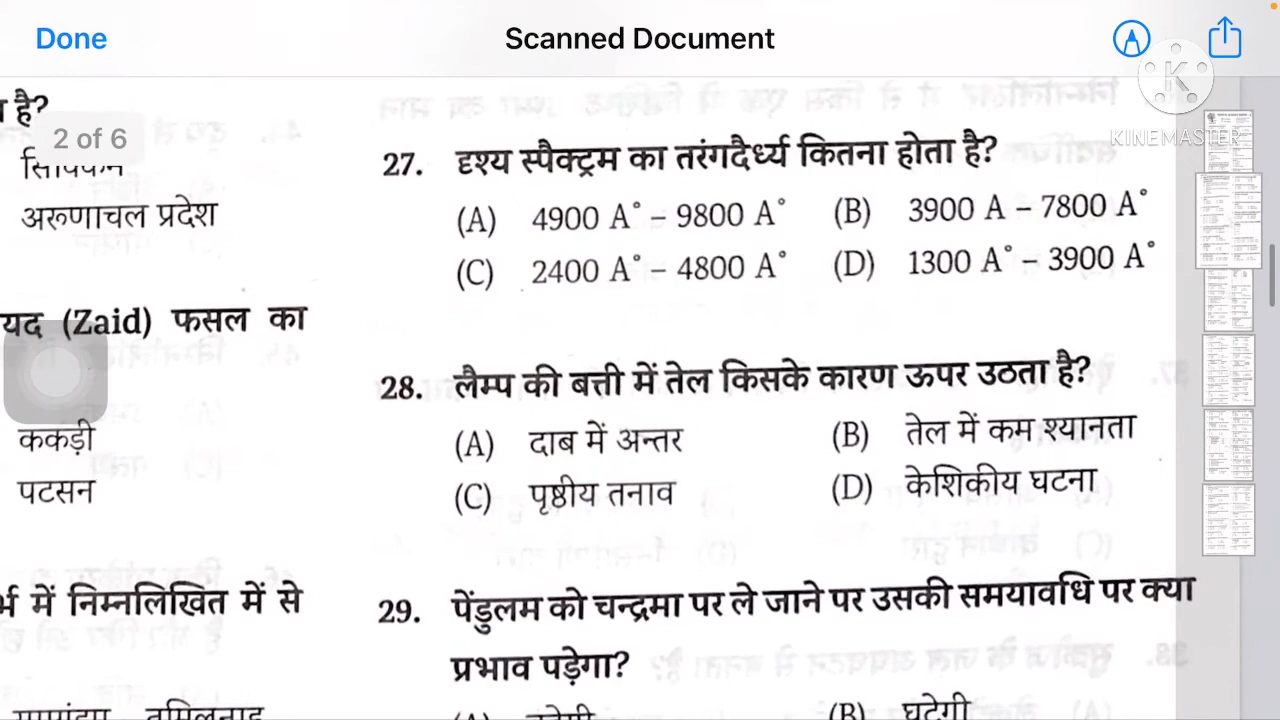 Done
Scanned Document
KINEMASTER
2 of 6
है?
अरूणाचल प्रदेश
(Zaid) फसल का
ककड़ी
पटसन
में निम्नलिखित में से
27. दृश्य स्पैक्ट्रम का तरंगदैर्ध्य कितना होता है?
(A) 4900 A° – 9800 A° (B) 3900 A – 7800 A°
(C) 2400 A° – 4800 A° (D) 1300 A° – 3900 A°
28. लैम्प की बत्ती में तेल किसके कारण ऊपर उठता है?
(A) दाब में अन्तर (B) तेल में कम श्यानता
(C) पृष्ठीय तनाव (D) केशिकीय घटना
29. पेंडुलम को चन्द्रमा पर ले जाने पर उसकी समयावधि पर क्या
प्रभाव पड़ेगा?
(B) घटेगी